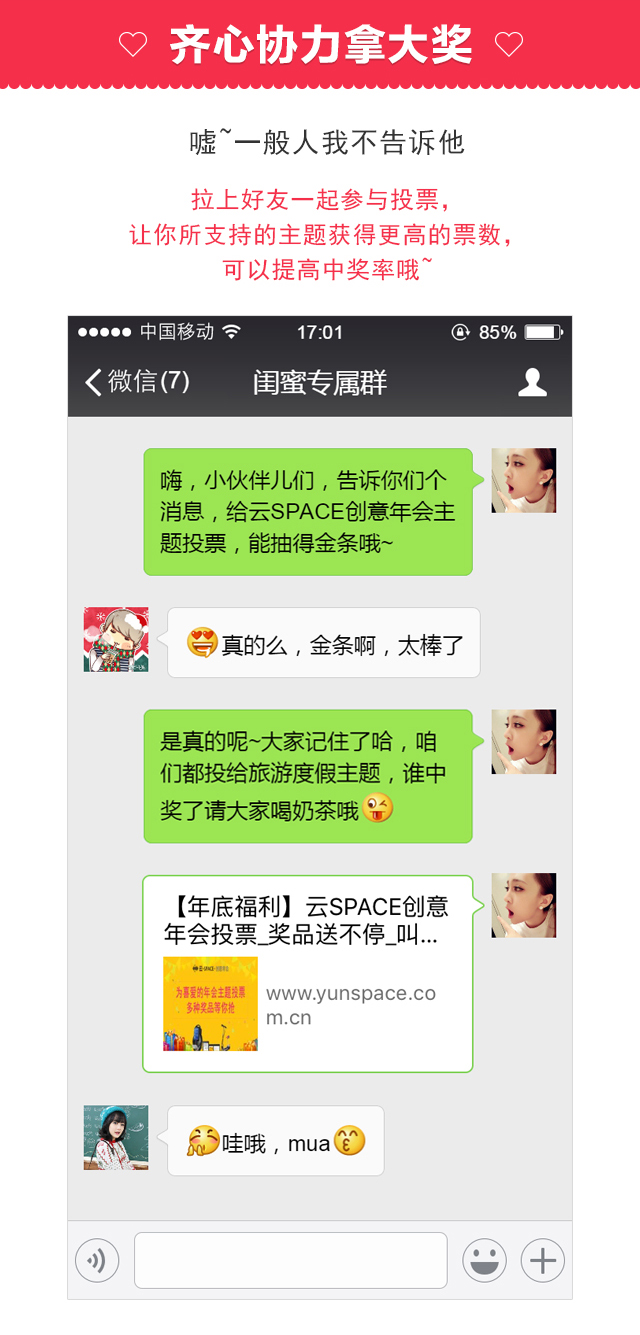 齐心协力拿大奖
嘘~一般人我不告诉他
拉上好友一起参与投票,
让你所支持的主题获得更高的票数,
可以提高中奖率哦~
中国移动 17:01 85%
微信(7) 闺蜜专属群
嗨，小伙伴儿们，告诉你们个
消息，给云SPACE创意年会主
题投票，能抽得金条哦~
真的么，金条啊，太棒了
是真的呢~大家记住了哈，咱
们都投给旅游度假主题，谁中
奖了请大家喝奶茶哦
【年底福利】云SPACE创意
年会投票_奖品送不停_叫...
为喜爱的年会主题投票
多种奖品等你抢
www.yunspace.co
m.cn
哇哦，mua